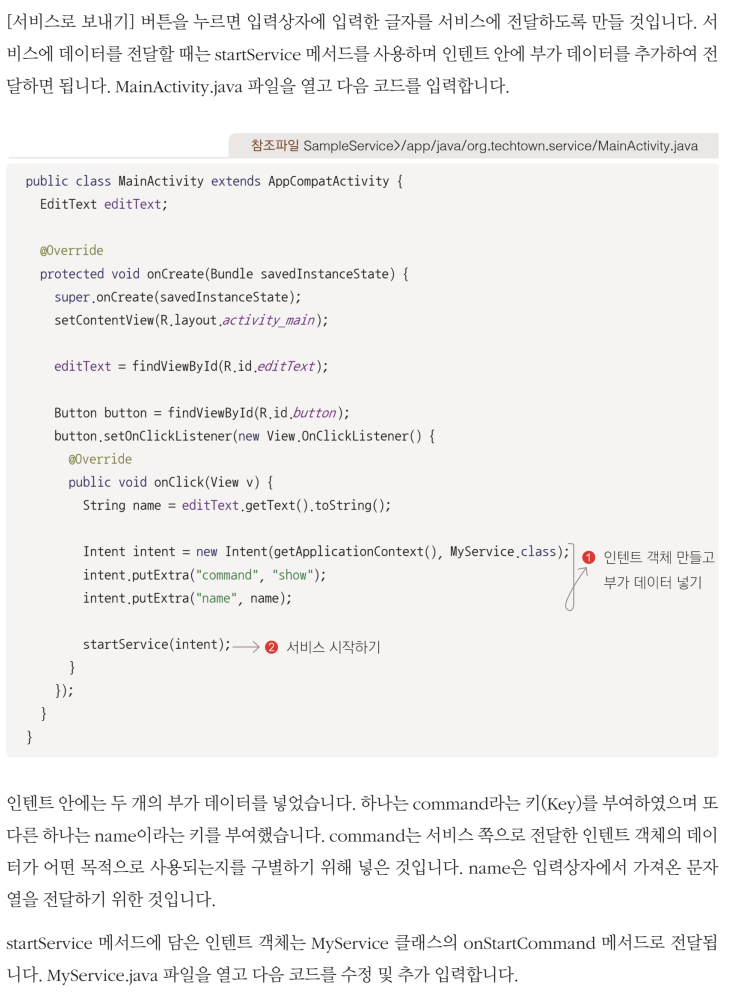 [서비스로 보내기] 버튼을 누르면 입력상자에 입력한 글자를 서비스에 전달하도록 만들 것입니다. 서
비스에 데이터를 전달할 때는 startService 메서드를 사용하며 인텐트 안에 부가 데이터를 추가하여 전
달하면 됩니다. MainActivity.java 파일을 열고 다음 코드를 입력합니다.
참조파일 SampleService>/app/java/org.techtown.service/MainActivity.java
public class MainActivity extends AppCompatActivity {
EditText editText;
@Override
protected void onCreate(Bundle savedInstanceState) {
super.onCreate(savedInstanceState);
setContentView(R.layout.activity_main);
editText = findViewById(R.id.editText);
Button button = findViewById(R.id.button);
button.setOnClickListener(new View.OnClickListener() {
@Override
public void onClick(View v) {
String name = editText.getText().toString();
Intent intent = new Intent(getApplicationContext(), MyService.class);
1 인텐트 객체 만들고
부가 데이터 넣기
intent.putExtra("command", "show");
intent.putExtra("name", name);
startService(intent); 2 서비스 시작하기
}
});
}
}
인텐트 안에는 두 개의 부가 데이터를 넣었습니다. 하나는 command라는 키(Key)를 부여하였으며 또
다른 하나는 name이라는 키를 부여했습니다. command는 서비스 쪽으로 전달한 인텐트 객체의 데이
터가 어떤 목적으로 사용되는지를 구별하기 위해 넣은 것입니다. name은 입력상자에서 가져온 문자
열을 전달하기 위한 것입니다.
startService 메서드에 담은 인텐트 객체는 MyService 클래스의 onStartCommand 메서드로 전달됩
니다. MyService.java 파일을 열고 다음 코드를 수정 및 추가 입력합니다.